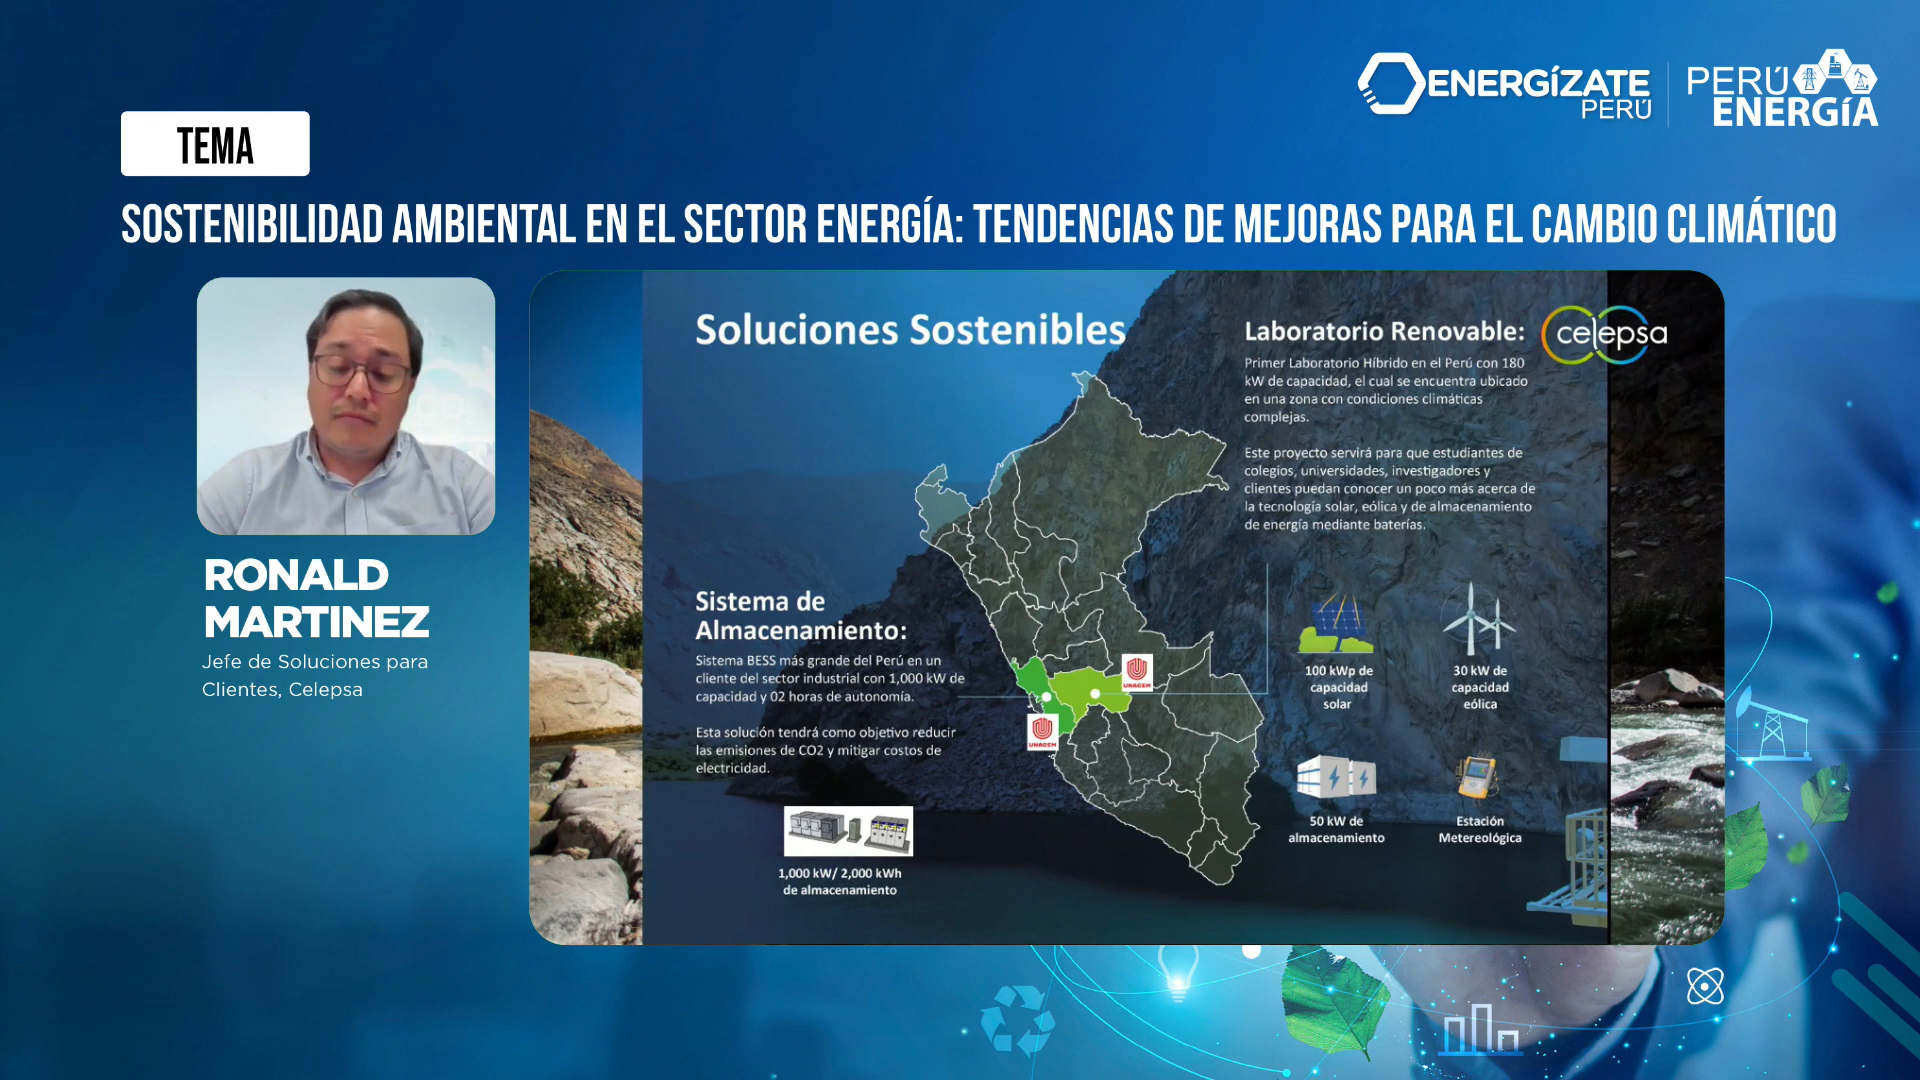 ENERGÍZATE
PERÚ
PERÚ
ENERGÍA
TEMA
SOSTENIBILIDAD AMBIENTAL EN EL SECTOR ENERGÍA: TENDENCIAS DE MEJORAS PARA EL CAMBIO CLIMÁTICO
RONALD
MARTINEZ
Jefe de Soluciones para
Clientes, Celepsa
Soluciones Sostenibles
Sistema de
Almacenamiento:
Sistema BESS más grande del Perú en un
cliente del sector industrial con 1,000 kW de
capacidad y 02 horas de autonomía.
Esta solución tendrá como objetivo reducir
las emisiones de CO2 y mitigar costos de
electricidad.
1,000 kW/ 2,000 kWh
de almacenamiento
UNACEM
UNACEM
Laboratorio Renovable:
celepsa
Primer Laboratorio Híbrido en el Perú con 180
kW de capacidad, el cual se encuentra ubicado
en una zona con condiciones climáticas
complejas.
Este proyecto servirá para que estudiantes de
colegios, universidades, investigadores y
clientes puedan conocer un poco más acerca de
la tecnología solar, eólica y de almacenamiento
de energía mediante baterías.
100 kWp de
capacidad
solar
30 kW de
capacidad
eólica
50 kW de
almacenamiento
Estación
Metereológica